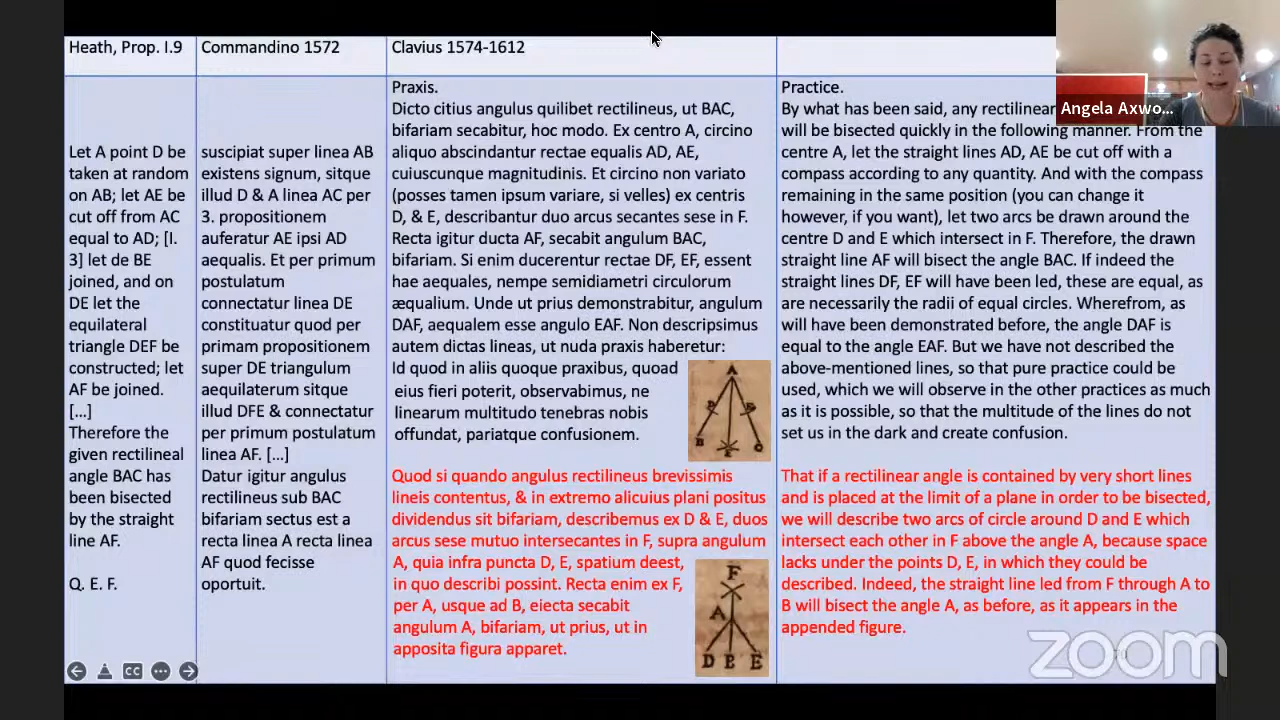 Heath, Prop. I.9
Let A point D be
taken at random
on AB; let AE be
cut off from AC
equal to AD; [I.
3] let de BE
joined, and on
DE let the
equilateral
triangle DEF be
constructed; let
AF be joined.
[...]
Therefore the
given rectilineal
angle BAC has
been bisected
by the straight
line AF.
Q. E. F.
Commandino 1572
suscipiat super linea AB
existens signum, sitque
illud D & A linea AC per
3. propositionem
auferatur AE ipsi AD
aequalis. Et per primum
postulatum
connectatur linea DE
constituatur quod per
primam propositionem
super DE triangulum
aequilaterum sitque
illud DFE & connectatur
per primum postulatum
linea AF. [...]
Datur igitur angulus
rectilineus sub BAC
bifariam sectus est a
recta linea A recta linea
AF quod fecisse
oportuit.
Clavius 1574-1612
Praxis.
Dicto citius angulus quilibet rectilineus, ut BAC,
bifariam secabitur, hoc modo. Ex centro A, circino
aliquo abscindantur rectae equalis AD, AE,
cuiuscunque magnitudinis. Et circino non variato
(posses tamen ipsum variare, si velles) ex centris
D, & E, describantur duo arcus secantes sese in F.
Recta igitur ducta AF, secabit angulum BAC,
bifariam. Si enim ducerentur rectae DF, EF, essent
hae aequales, nempe semidiametri circulorum
æqualium. Unde ut prius demonstrabitur, angulum
DAF, aequalem esse angulo EAF. Non descripsimus
autem dictas lineas, ut nuda praxis haberetur:
Id quod in aliis quoque praxibus, quoad
eius fieri poterit, observabimus, ne
linearum multitudo tenebras nobis
offundat, pariatque confusionem.
A
D
E
B
F
C
Quod si quando angulus rectilineus brevissimis
lineis contentus, & in extremo alicuius plani positus
dividendus sit bifariam, describemus ex D & E, duos
arcus sese mutuo intersecantes in F, supra angulum
A, quia infra puncta D, E, spatium deest,
in quo describi possint. Recta enim ex F,
per A, usque ad B, eiecta secabit
angulum A, bifariam, ut prius, ut in
apposita figura apparet.
F
A
D B E
Practice.
By what has been said, any rectilinear
will be bisected quickly in the following manner. From the
centre A, let the straight lines AD, AE be cut off with a
compass according to any quantity. And with the compass
remaining in the same position (you can change it
however, if you want), let two arcs be drawn around the
centre D and E which intersect in F. Therefore, the drawn
straight line AF will bisect the angle BAC. If indeed the
straight lines DF, EF will have been led, these are equal, as
are necessarily the radii of equal circles. Wherefrom, as
will have been demonstrated before, the angle DAF is
equal to the angle EAF. But we have not described the
above-mentioned lines, so that pure practice could be
used, which we will observe in the other practices as much
as it is possible, so that the multitude of the lines do not
set us in the dark and create confusion.
That if a rectilinear angle is contained by very short lines
and is placed at the limit of a plane in order to be bisected,
we will describe two arcs of circle around D and E which
intersect each other in F above the angle A, because space
lacks under the points D, E, in which they could be
described. Indeed, the straight line led from F through A to
B will bisect the angle A, as before, as it appears in the
appended figure.
Angela Axwo...
CC
zoom